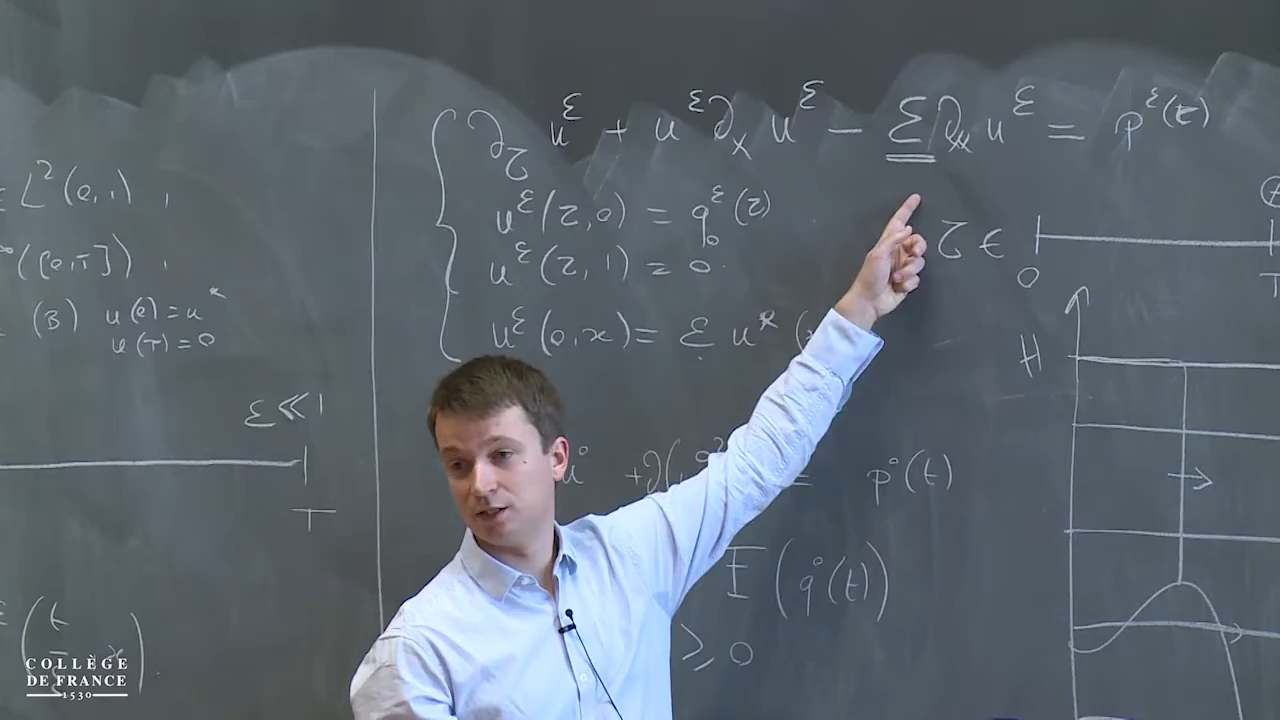 L²(0,1),
([0,T]),
(B) u(0) = u*
u(T) = 0
ε ≪ 1
T
(t/ε, x)
∂_τ u^ε + u^ε ∂_x u^ε − ε ∂_xx u^ε = p^ε(t)
u^ε(τ,0) = q_0^ε(τ)
u^ε(τ,1) = 0
u^ε(0,x) = ε u*
+∂( = p°(t)
(q°(t))
⩾ 0
τ ∈
0
T
H
COLLÈGE
DE FRANCE
1530